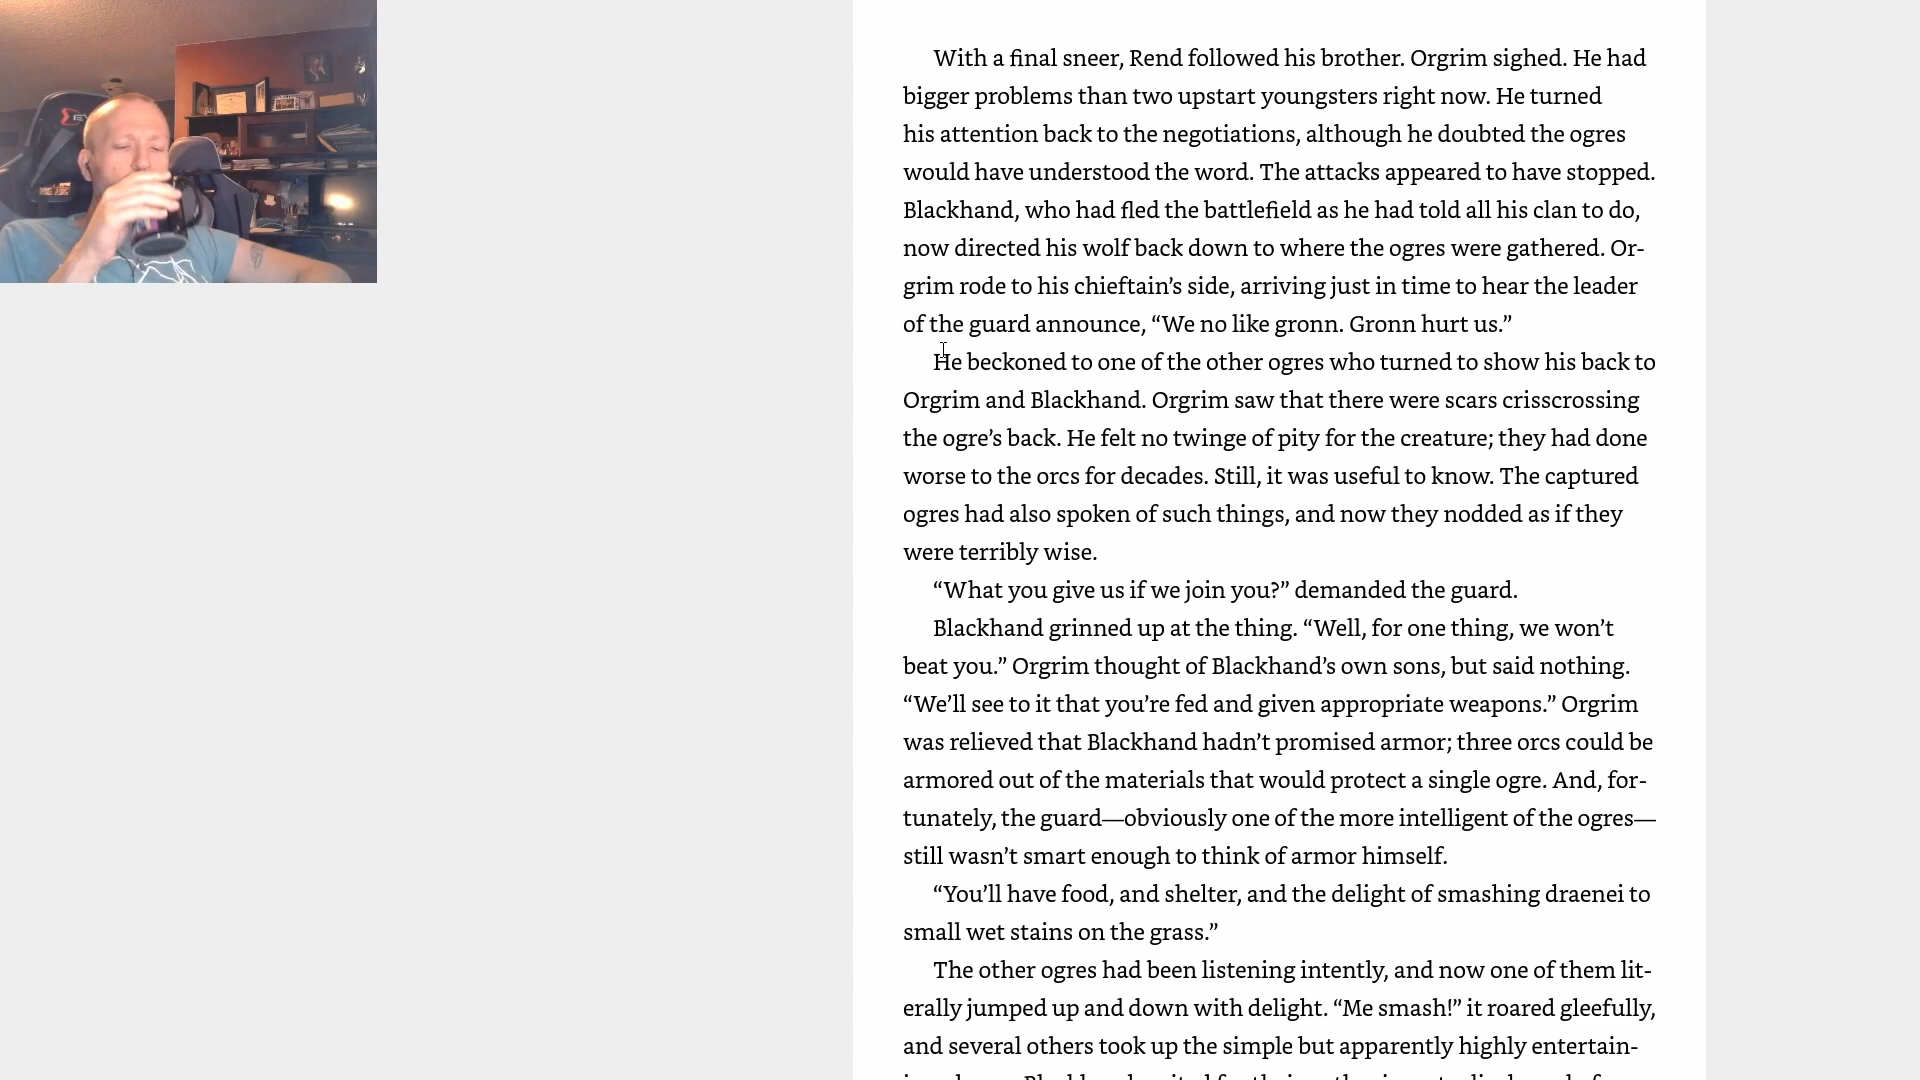 With a final sneer, Rend followed his brother. Orgrim sighed. He had
bigger problems than two upstart youngsters right now. He turned
his attention back to the negotiations, although he doubted the ogres
would have understood the word. The attacks appeared to have stopped.
Blackhand, who had fled the battlefield as he had told all his clan to do,
now directed his wolf back down to where the ogres were gathered. Or-
grim rode to his chieftain’s side, arriving just in time to hear the leader
of the guard announce, “We no like gronn. Gronn hurt us.”
He beckoned to one of the other ogres who turned to show his back to
Orgrim and Blackhand. Orgrim saw that there were scars crisscrossing
the ogre’s back. He felt no twinge of pity for the creature; they had done
worse to the orcs for decades. Still, it was useful to know. The captured
ogres had also spoken of such things, and now they nodded as if they
were terribly wise.
“What you give us if we join you?” demanded the guard.
Blackhand grinned up at the thing. “Well, for one thing, we won’t
beat you.” Orgrim thought of Blackhand’s own sons, but said nothing.
“We’ll see to it that you’re fed and given appropriate weapons.” Orgrim
was relieved that Blackhand hadn’t promised armor; three orcs could be
armored out of the materials that would protect a single ogre. And, for-
tunately, the guard—obviously one of the more intelligent of the ogres—
still wasn’t smart enough to think of armor himself.
“You’ll have food, and shelter, and the delight of smashing draenei to
small wet stains on the grass.”
The other ogres had been listening intently, and now one of them lit-
erally jumped up and down with delight. “Me smash!” it roared gleefully,
and several others took up the simple but apparently highly entertain-